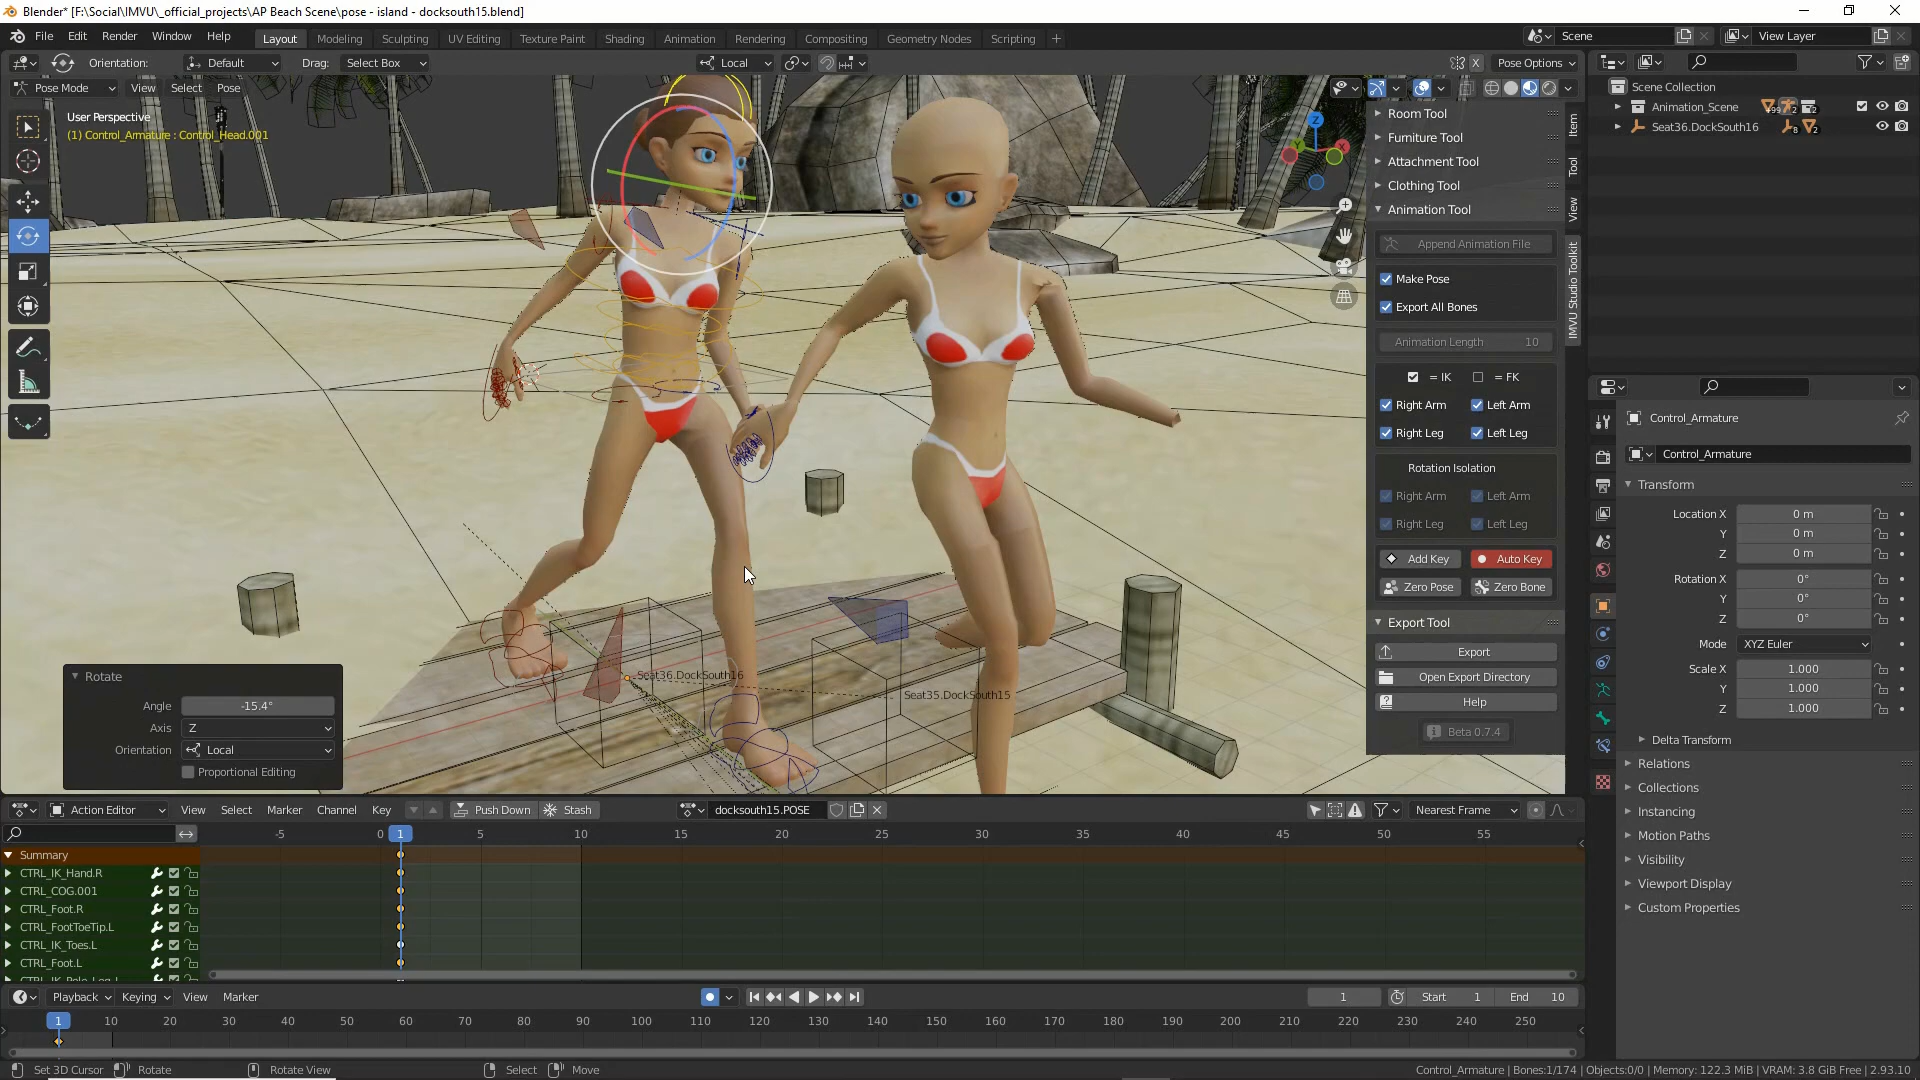 Blender* [F:\Social\IMVU\_official_projects\AP Beach Scene\pose - island - docksouth15.blend]
File Edit Render Window Help Layout Modeling Sculpting UV Editing Texture Paint Shading Animation Rendering Compositing Geometry Nodes Scripting + Scene View Layer
Orientation: Default Drag: Select Box Local X Pose Options
Pose Mode View Select Pose
User Perspective
(1) Control_Armature : Control_Head.001
Z
Y
X
Room Tool
Furniture Tool
Attachment Tool
Clothing Tool
Animation Tool
Append Animation File
Make Pose
Export All Bones
Animation Length 10
= IK = FK
Right Arm Left Arm
Right Leg Left Leg
Rotation Isolation
Right Arm Left Arm
Right Leg Left Leg
Add Key Auto Key
Zero Pose Zero Bone
Export Tool
Export
Open Export Directory
Help
Beta 0.7.4
Item
Tool
View
IMVU Studio Toolkit
Scene Collection
Animation_Scene +99 2 2
Seat36.DockSouth16 8 2
Control_Armature
Control_Armature
Transform
Location X 0 m
Y 0 m
Z 0 m
Rotation X 0°
Y 0°
Z 0°
Mode XYZ Euler
Scale X 1.000
Y 1.000
Z 1.000
Delta Transform
Relations
Collections
Instancing
Motion Paths
Visibility
Viewport Display
Custom Properties
Seat36.DockSouth16
Seat35.DockSouth15
Rotate
Angle -15.4°
Axis Z
Orientation Local
Proportional Editing
Action Editor View Select Marker Channel Key Push Down Stash docksouth15.POSE Nearest Frame
-5 0 1 5 10 15 20 25 30 35 40 45 50 55
Summary
CTRL_IK_Hand.R
CTRL_COG.001
CTRL_Foot.R
CTRL_FootToeTip.L
CTRL_IK_Toes.L
CTRL_Foot.L
CTRL_IK_Pole_Leg.L
Playback Keying View Marker 1 Start 1 End 10
1 10 20 30 40 50 60 70 80 90 100 110 120 130 140 150 160 170 180 190 200 210 220 230 240 250
Set 3D Cursor Rotate Rotate View Select Move Control_Armature | Bones:1/174 | Objects:0/0 | Memory: 122.3 MiB | VRAM: 3.8 GiB Free | 2.93.10